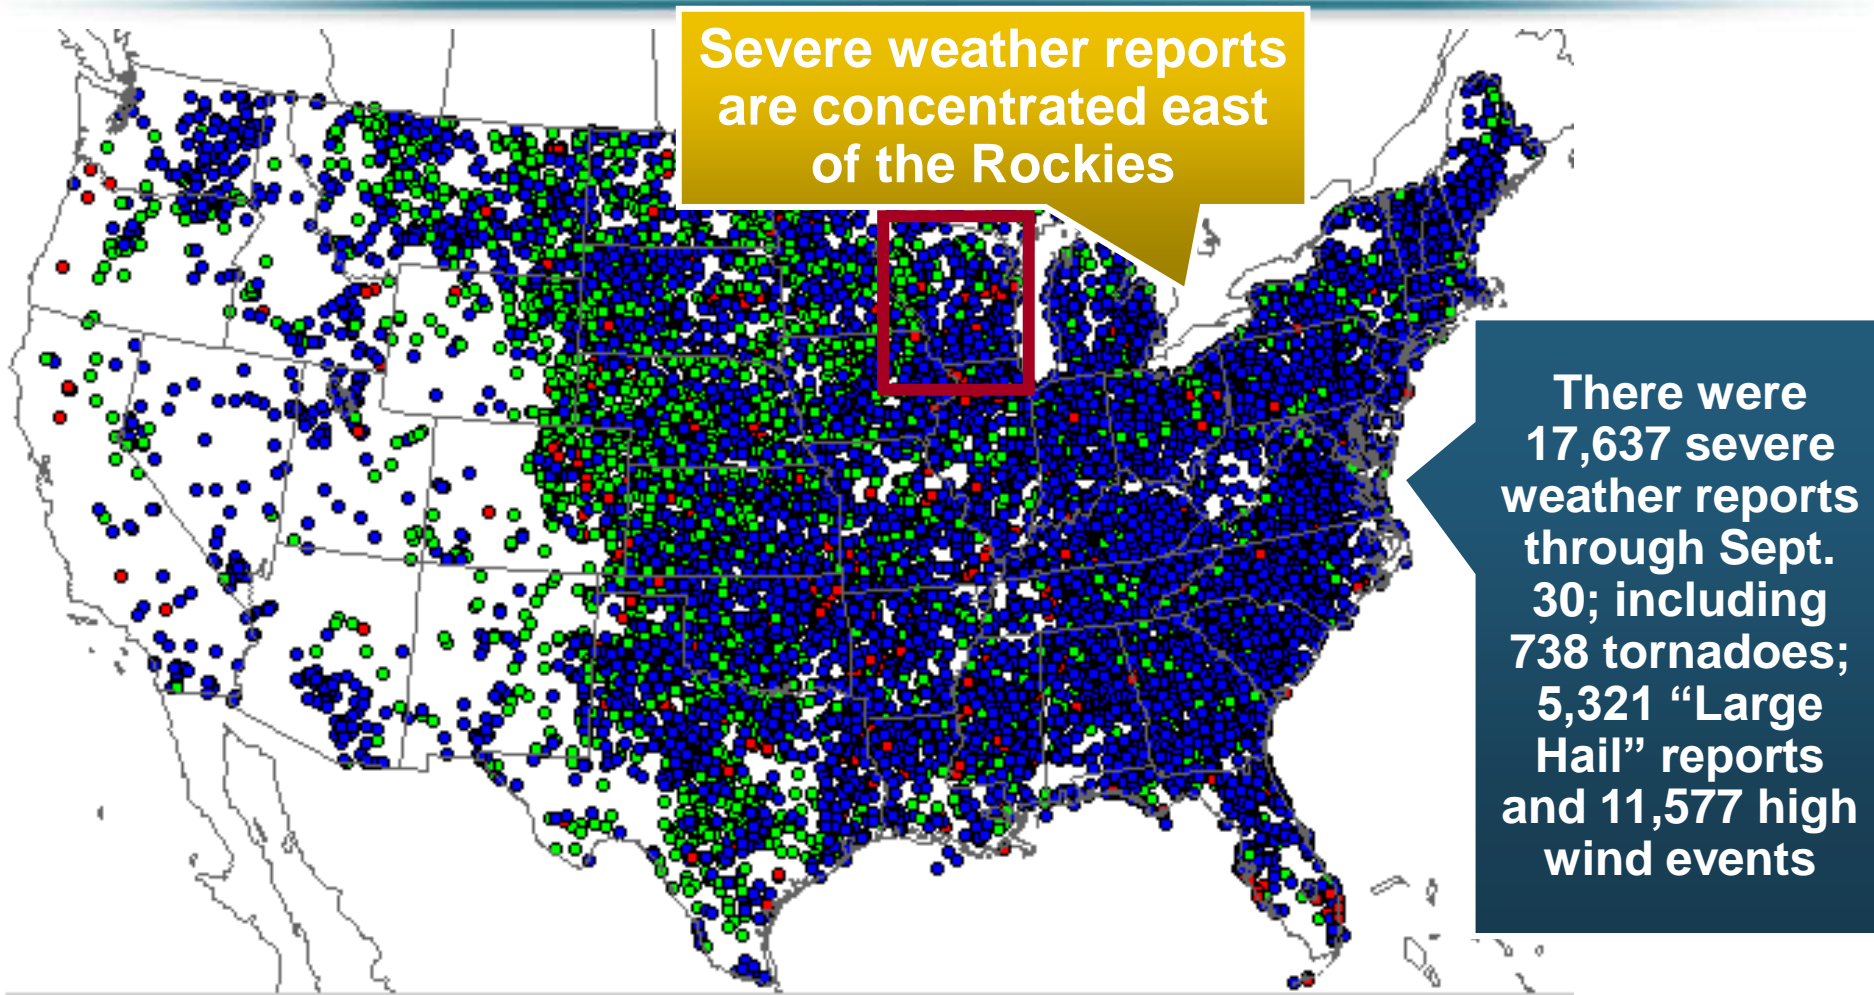 Severe weather reports
are concentrated east
of the Rockies
There were
17,637 severe
weather reports
through Sept.
30; including
738 tornadoes;
5,321 “Large
Hail” reports
and 11,577 high
wind events